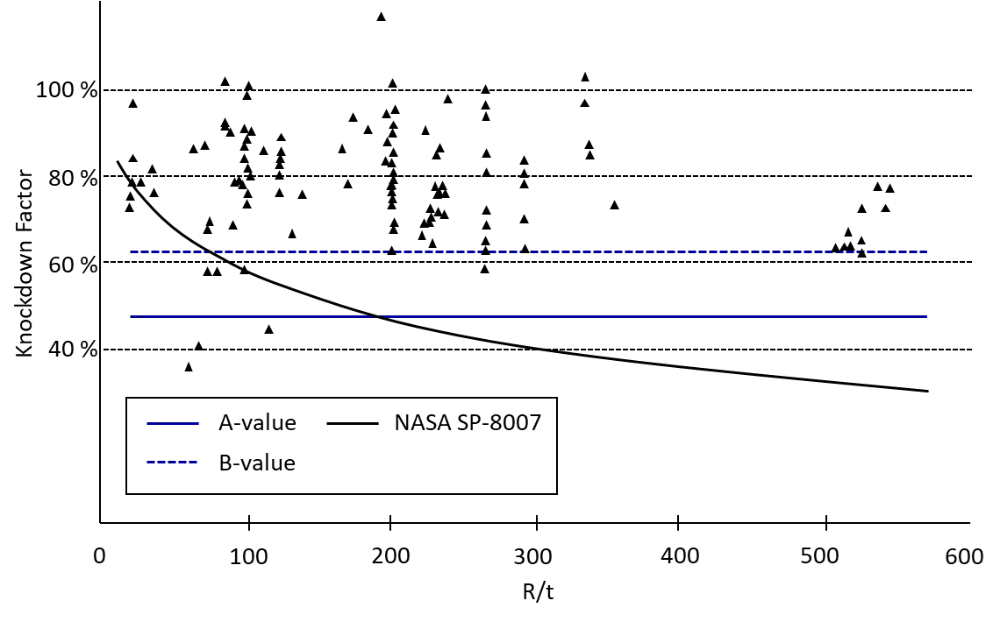 Knockdown Factor
100 %
80 %
60 %
40 %
A-value
NASA SP-8007
B-value
0 100 200 300 400 500 600
R/t